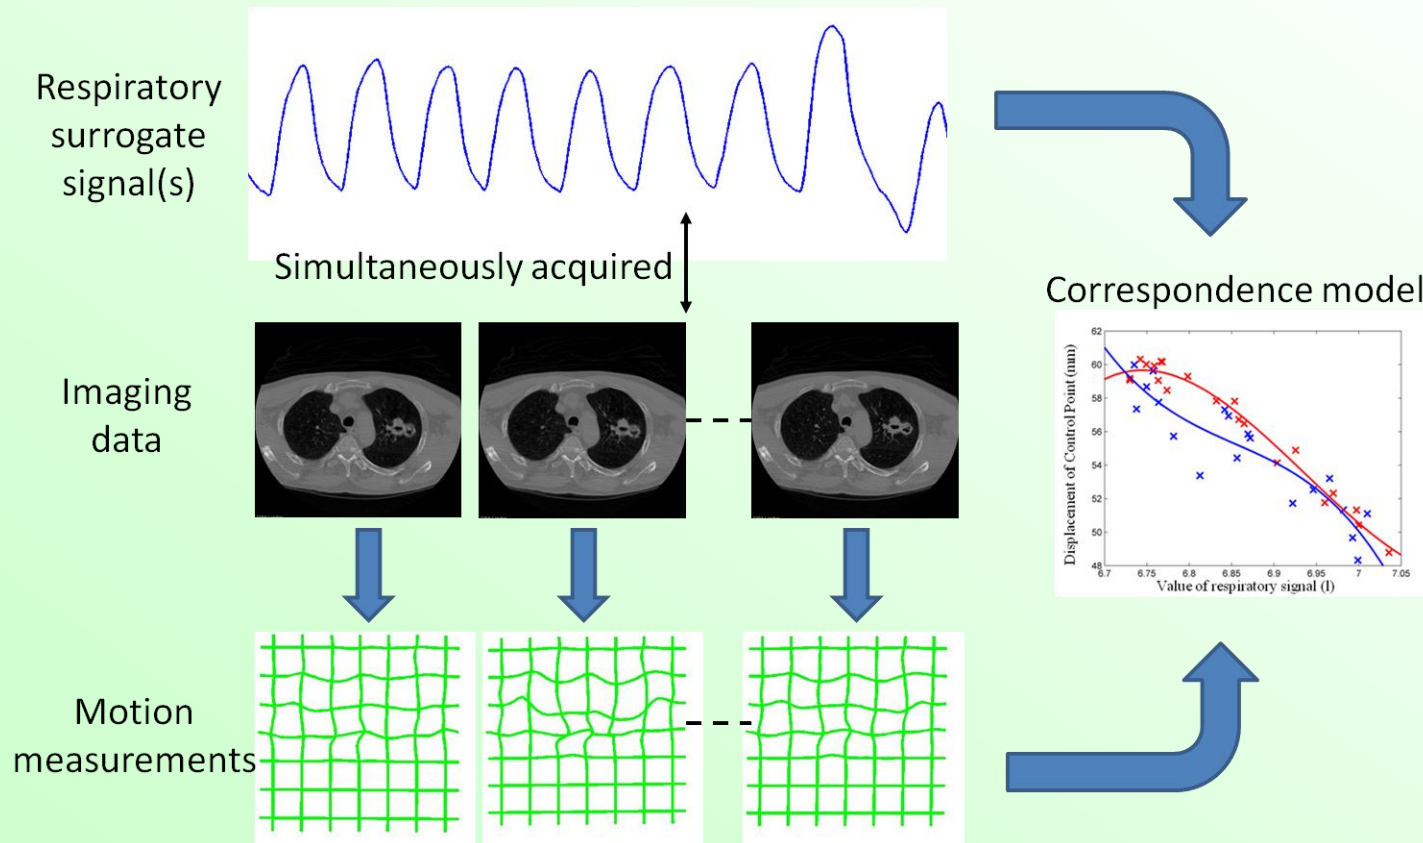 Respiratory
surrogate
signal(s)
Simultaneously acquired
Imaging
data
Motion
measurements
Correspondence model
Displacement of Control Point (mm)
62
60
58
56
54
52
50
48
6.7 6.75 6.8 6.85 6.9 6.95 7 7.05
Value of respiratory signal (l)